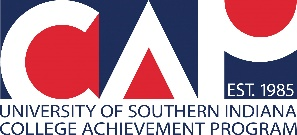 CAP
EST. 1985
UNIVERSITY OF SOUTHERN INDIANA
COLLEGE ACHIEVEMENT PROGRAM